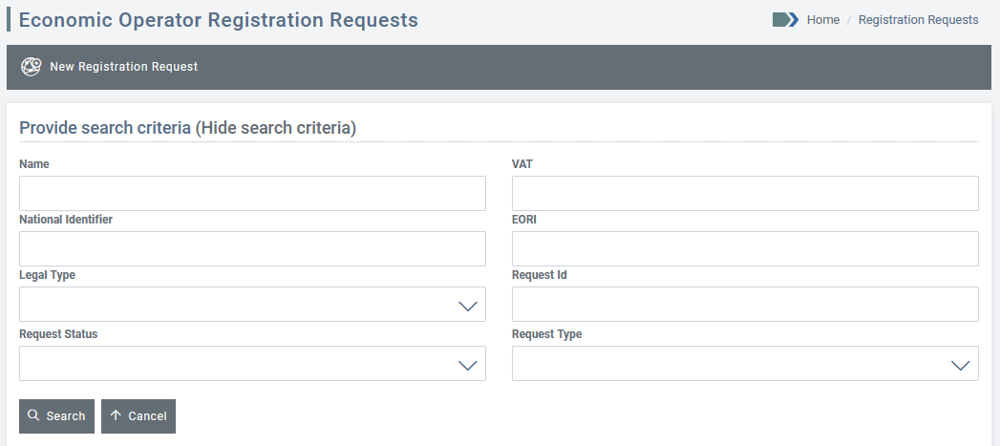 Economic Operator Registration Requests
Home / Registration Requests
New Registration Request
Provide search criteria (Hide search criteria)
Name
VAT
National Identifier
EORI
Legal Type
Request Id
Request Status
Request Type
Search
Cancel